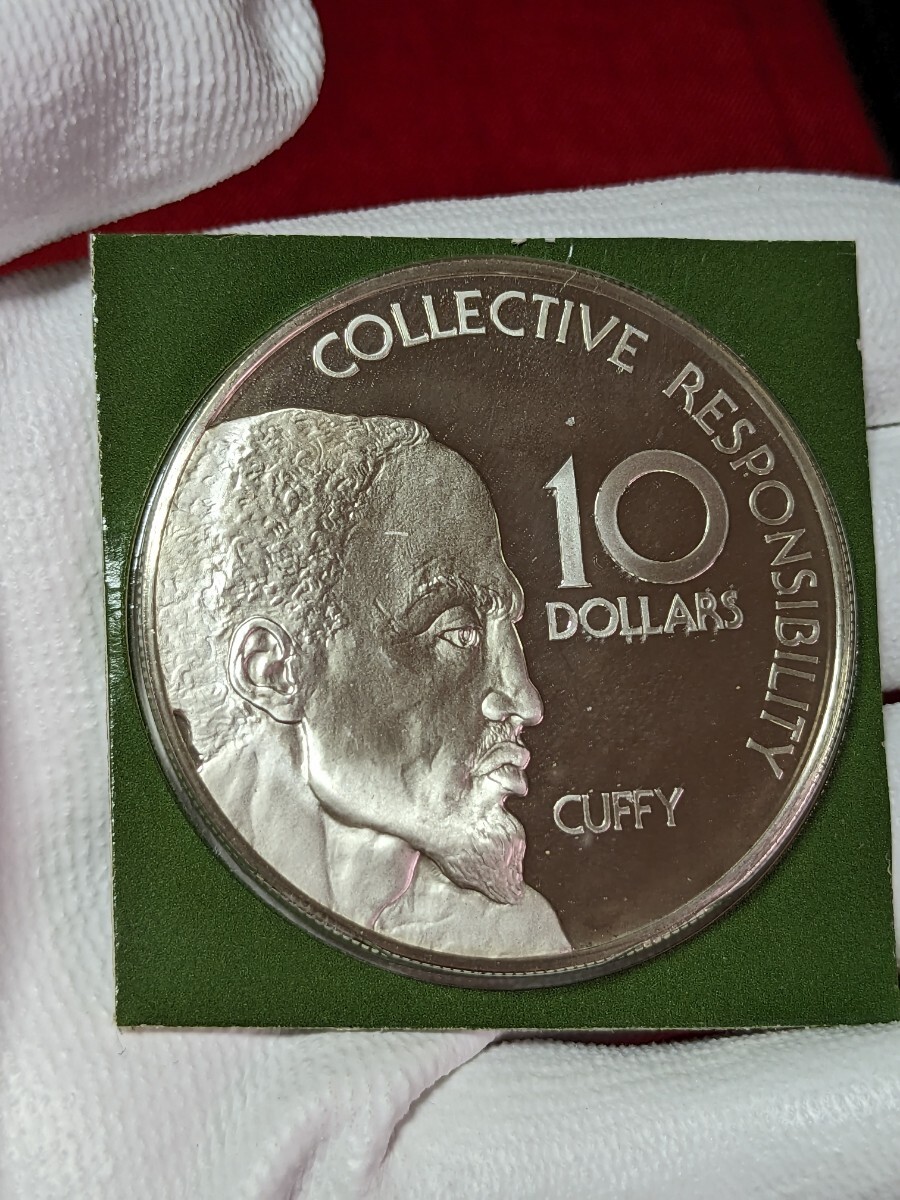 COLLECTIVE RESPONSIBILITY
10
DOLLARS
CUFFY